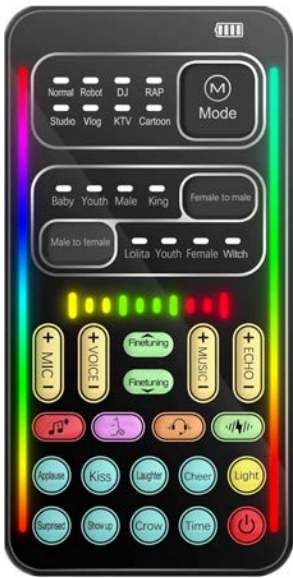 Normal Robot DJ RAP
M
Mode
Studio Vlog KTV Cartoon
Baby Youth Male King
Female to male
Male to female
Lolita Youth Female Witch
+ MIC -
+ VOICE -
Finetuning
Finetuning
+ MUSIC -
+ ECHO -
Applause Kiss Laughter Cheer Light
Surprised Show up Crow Time